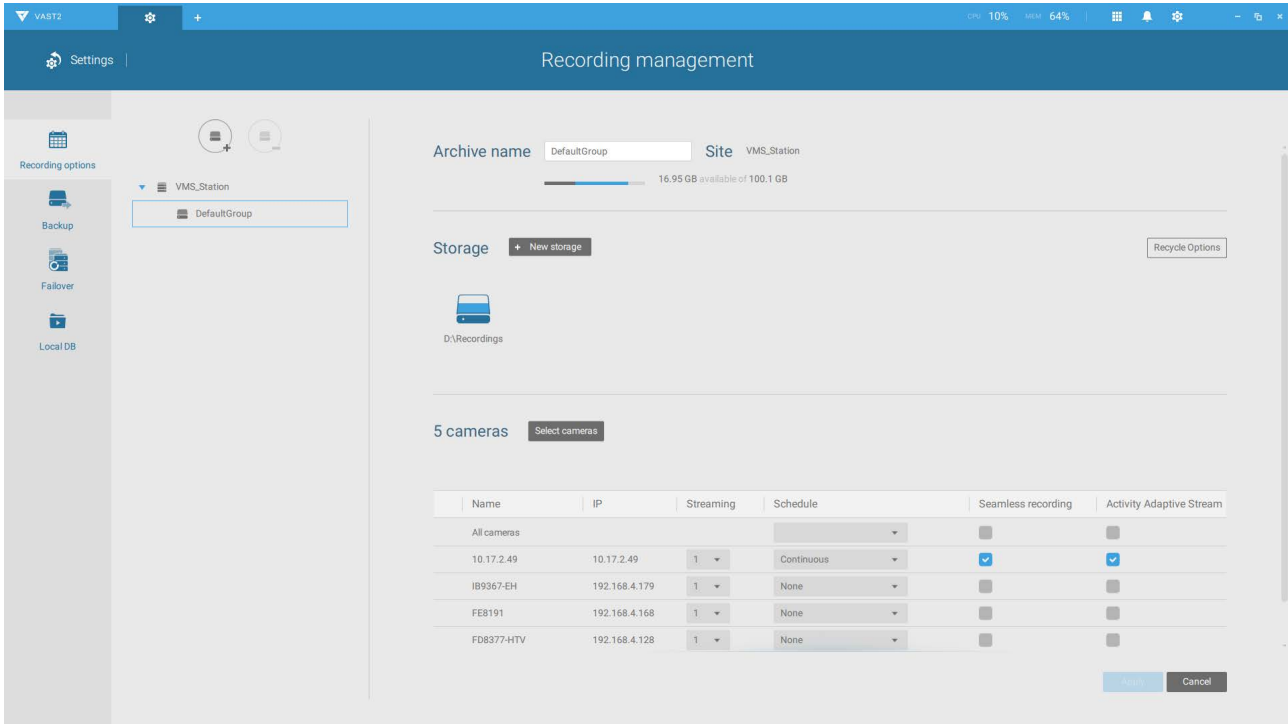 VAST2
+
CPU 10% MEM 64%
Settings
Recording management
Recording options
Backup
Failover
Local DB
VMS_Station
DefaultGroup
Archive name DefaultGroup Site VMS_Station
16.95 GB available of 100.1 GB
Storage + New storage Recycle Options
D:\Recordings
5 cameras Select cameras
Name IP Streaming Schedule Seamless recording Activity Adaptive Stream
All cameras
10.17.2.49 10.17.2.49 1 Continuous
IB9367-EH 192.168.4.179 1 None
FE8191 192.168.4.168 1 None
FD8377-HTV 192.168.4.128 1 None
Apply Cancel